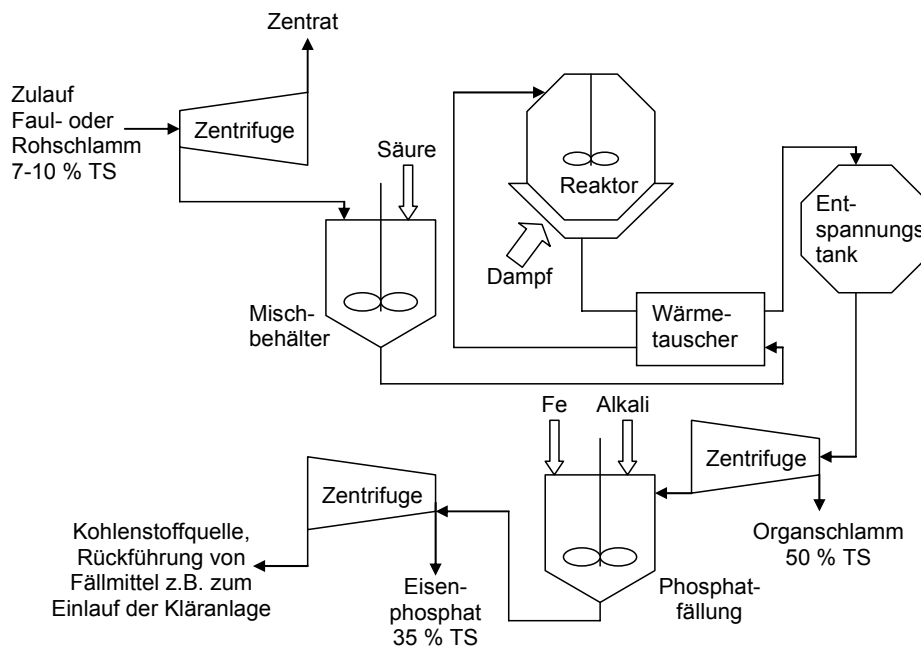 Zentrat
Zulauf
Faul- oder
Rohschlamm
7-10 % TS
Zentrifuge
Säure
Misch-
behälter
Reaktor
Dampf
Wärme-
tauscher
Ent-
spannungs
tank
Zentrifuge
Organschlamm
50 % TS
Fe
Alkali
Phosphat-
fällung
Zentrifuge
Eisen-
phosphat
35 % TS
Kohlenstoffquelle,
Rückführung von
Fällmittel z.B. zum
Einlauf der Kläranlage